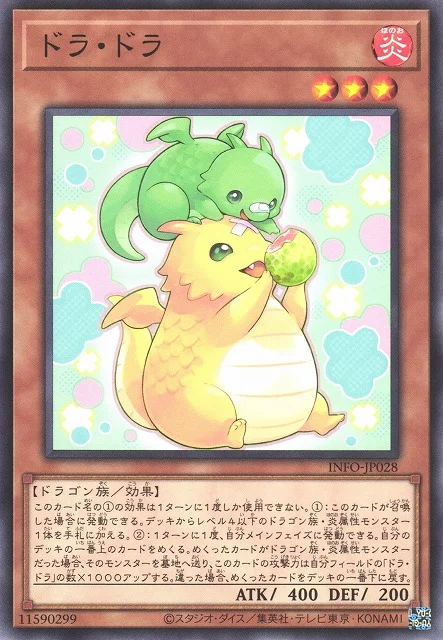 ドラ・ドラ
ほのお
炎
INFO-JP028
【ドラゴン族/効果】
このカード名の①の効果は1ターンに1度しか使用できない。①:このカードが召喚
した場合に発動できる。デッキからレベル4以下のドラゴン族・炎属性モンスター
1体を手札に加える。②:1ターンに1度、自分メインフェイズに発動できる。自分の
デッキの一番上のカードをめくる。めくったカードがドラゴン族・炎属性モンスター
だった場合、そのモンスターを墓地へ送り、このカードの攻撃力は自分フィールドの「ドラ・
ドラ」の数×1000アップする。違った場合、めくったカードをデッキの一番下に戻す。
ATK/ 400 DEF/ 200
11590299
©スタジオ・ダイス/集英社・テレビ東京・KONAMI